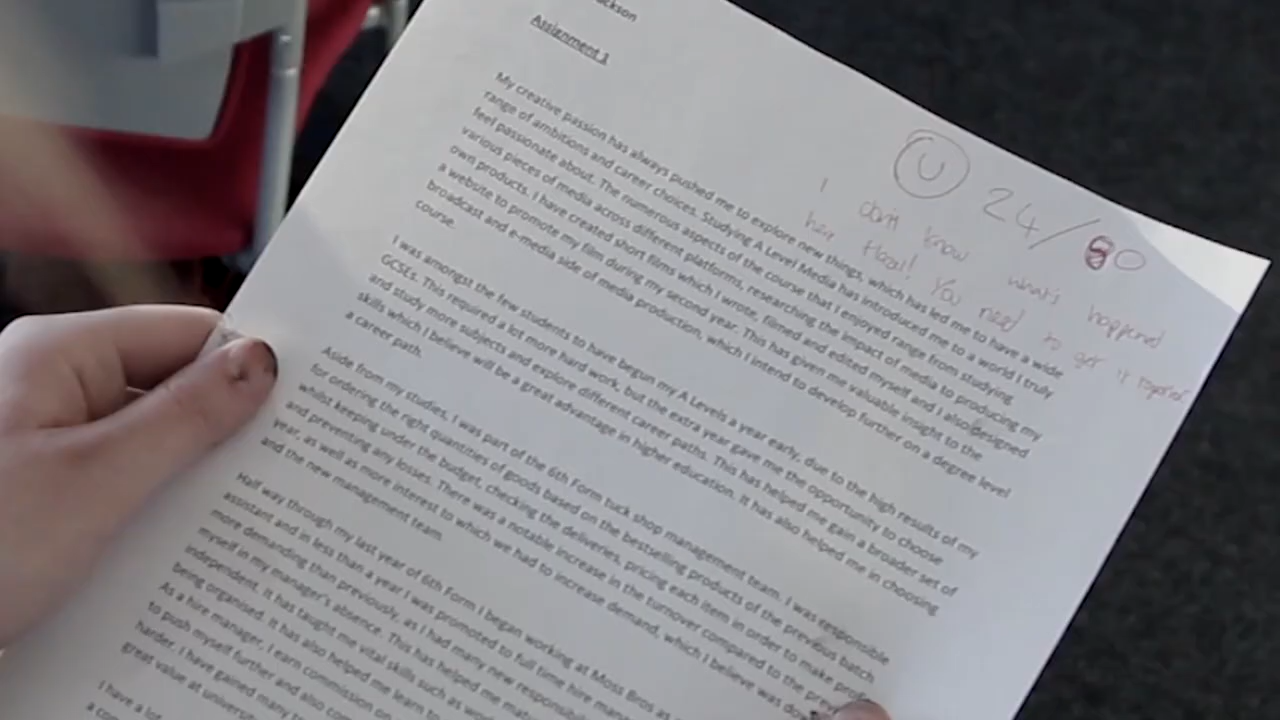 ackson
Assignment 1
U 24/80
I don't know what's happened
here You need to get it together
My creative passion has always pushed me to explore new things, which has led me to have a wide
range of ambitions and career choices. Studying A Level Media has introduced me to a world I truly
feel passionate about. The numerous aspects of the course that I enjoyed range from studying
various pieces of media across different platforms, researching the impact of media to producing my
own products. I have created short films which I wrote, filmed and edited myself and I also designed
a website to promote my film during my second year. This has given me valuable insight to the
broadcast and e-media side of media production, which I intend to develop further on a degree level
course.
I was amongst the few students to have begun my A Levels a year early, due to the high results of my
GCSEs. This required a lot more hard work, but the extra year gave me the opportunity to choose
and study more subjects and explore different career paths. This has helped me gain a broader set of
skills which I believe will be a great advantage in higher education. It has also helped me in choosing
a career path.
Aside from my studies, I was part of the 6th Form tuck shop management team. I was responsible
for ordering the right quantities of goods based on the bestselling products of the previous batch
whilst keeping under the budget, checking the deliveries, pricing each item in order to make prof
and preventing any losses. There was a notable increase in the turnover compared to the pre
year, as well as more interest to which we had to increase demand, which I believe was do
and the new management team.
Half way through my last year of 6th Form I began working at Moss Bros as
assistant and in less than a year I was promoted to full time hire man
more demanding than previously, as I had many new responsibi
myself in my manager's absence. This has helped me mat
independent. It has taught me vital skills such as wor
being organised. It has also helped me learn to
As a hire manager, I earn commission on
to push myself further and also com
harder. I have gained many tr
great value at univers
I have a lot
a com